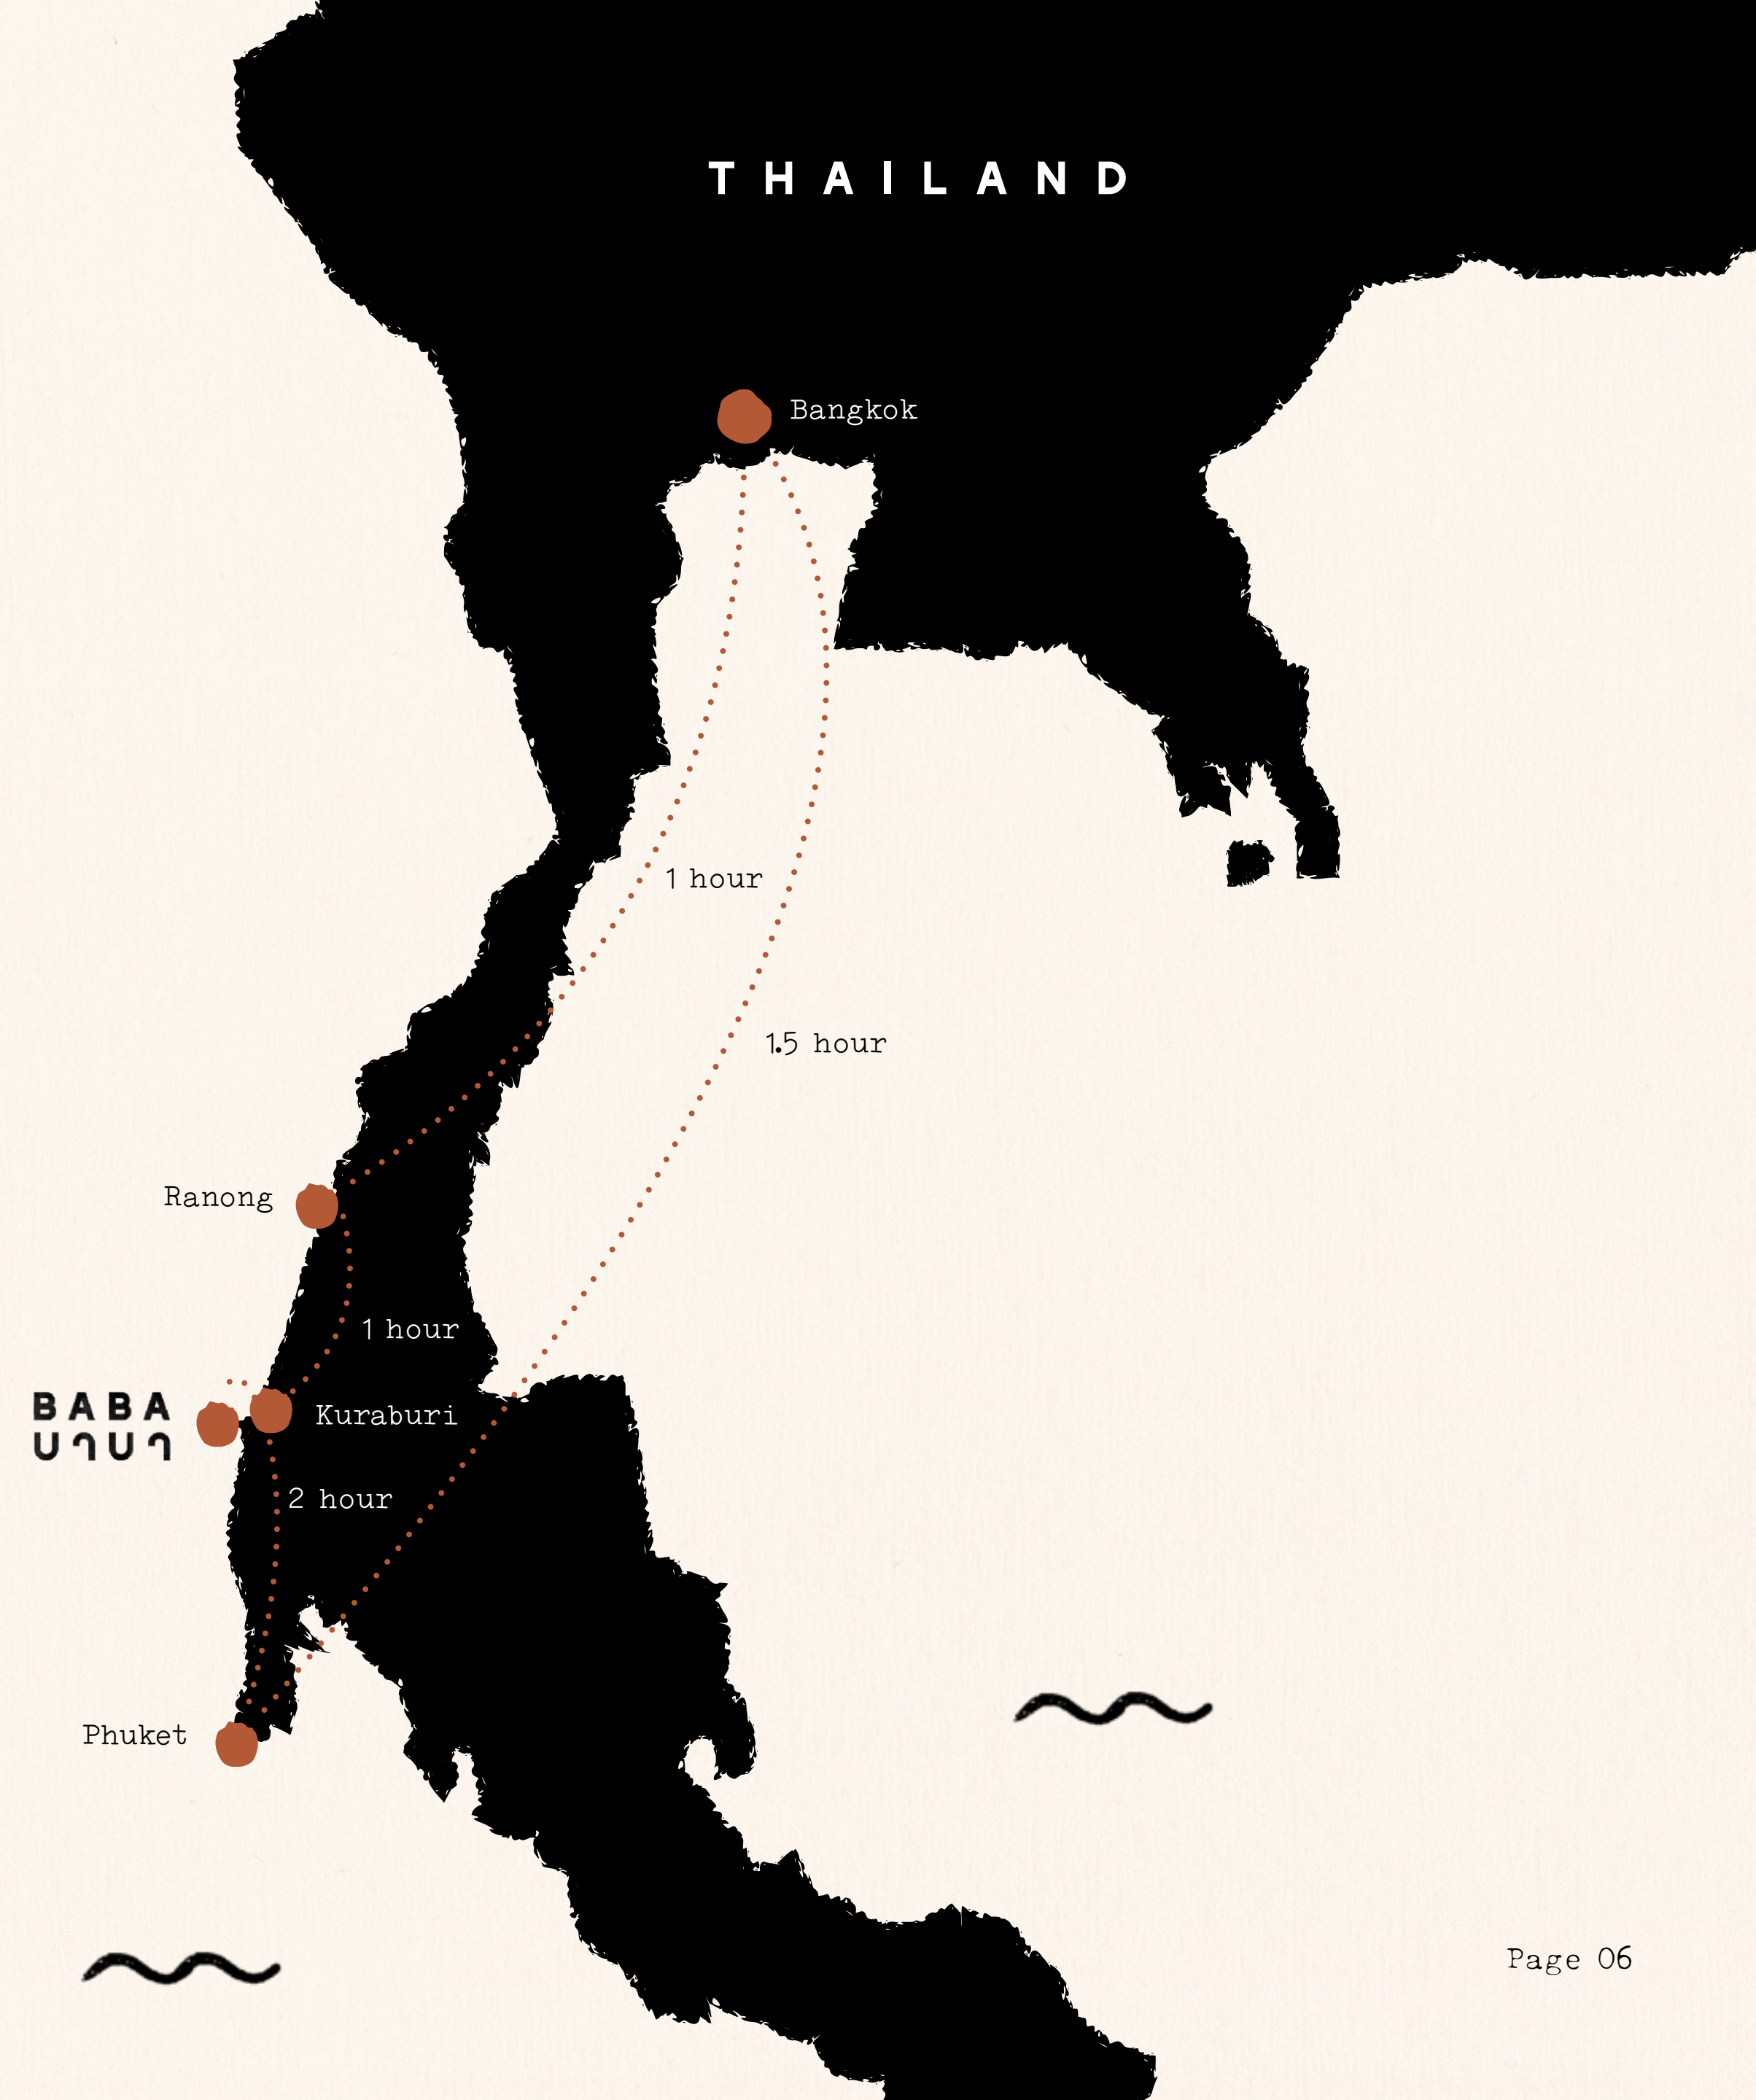 THAILAND
Bangkok
1 hour
1.5 hour
Ranong
1 hour
BABA
บาบา
Kuraburi
2 hour
Phuket
Page 06